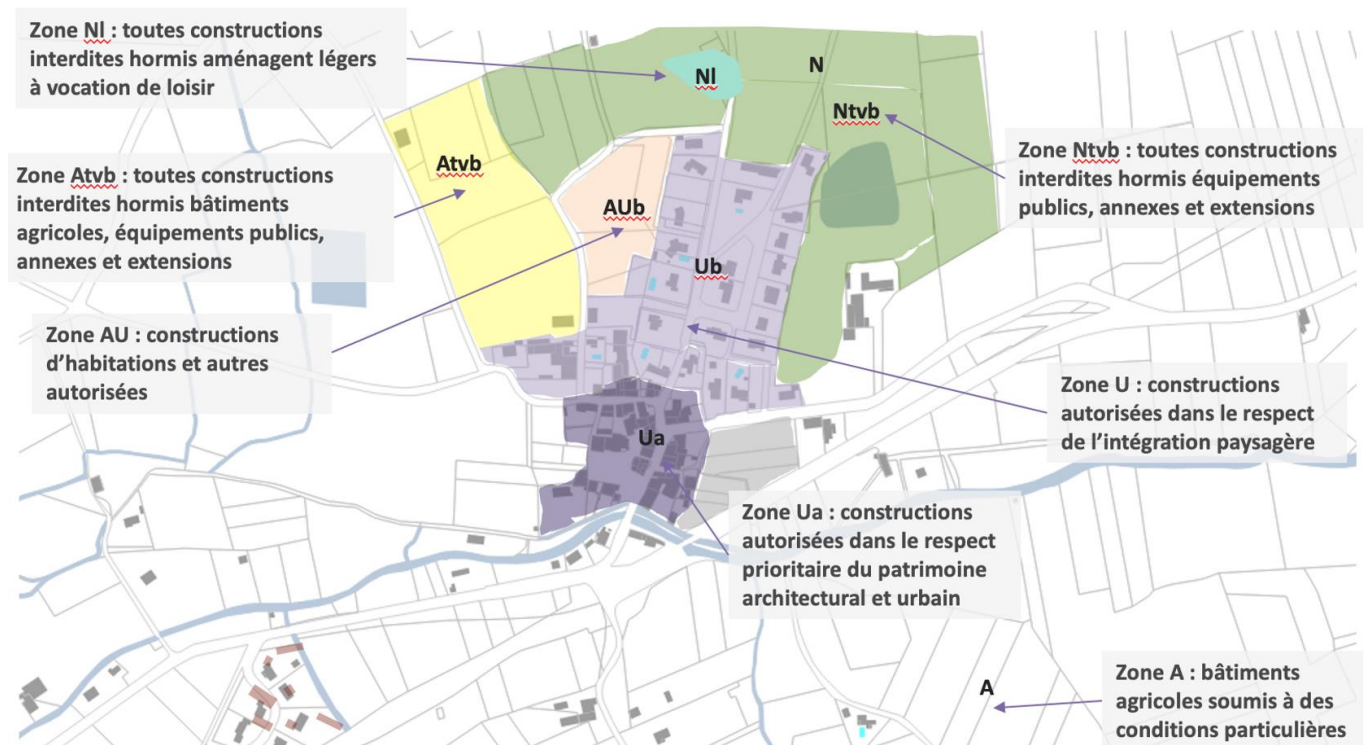 Zone Nl : toutes constructions
interdites hormis aménagent légers
à vocation de loisir
Nl
N
Ntvb
Zone Ntvb : toutes constructions
interdites hormis équipements
publics, annexes et extensions
Atvb
Zone Atvb : toutes constructions
interdites hormis bâtiments
agricoles, équipements publics,
annexes et extensions
AUb
Ub
Zone AU : constructions
d’habitations et autres
autorisées
Zone U : constructions
autorisées dans le respect
de l’intégration paysagère
Ua
Zone Ua : constructions
autorisées dans le respect
prioritaire du patrimoine
architectural et urbain
A
Zone A : bâtiments
agricoles soumis à des
conditions particulières